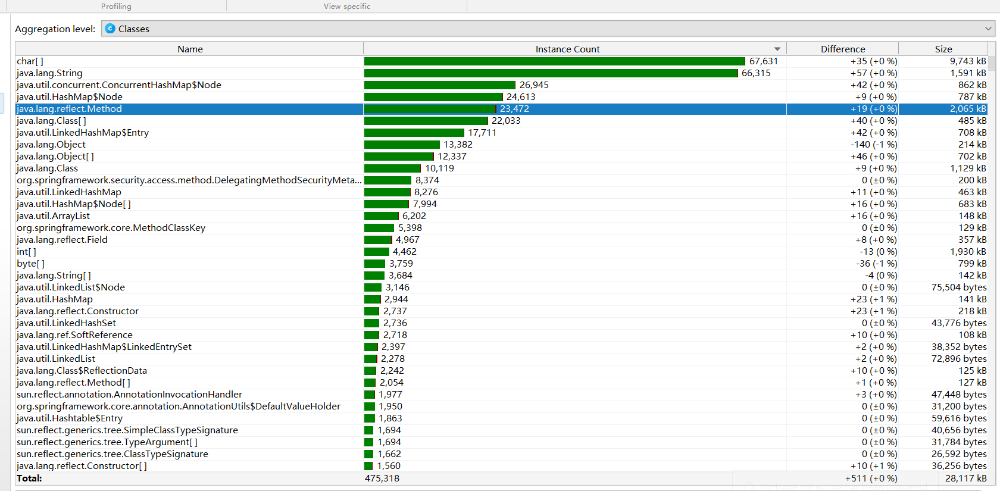 Profiling View specific
Aggregation level: c Classes
Name Instance Count Difference Size
char[ ] 67,631 +35 (+0 %) 9,743 kB
java.lang.String 66,315 +57 (+0 %) 1,591 kB
java.util.concurrent.ConcurrentHashMap$Node 26,945 +42 (+0 %) 862 kB
java.util.HashMap$Node 24,613 +9 (+0 %) 787 kB
java.lang.reflect.Method 23,472 +19 (+0 %) 2,065 kB
java.lang.Class[ ] 22,033 +40 (+0 %) 485 kB
java.util.LinkedHashMap$Entry 17,711 +42 (+0 %) 708 kB
java.lang.Object 13,382 -140 (-1 %) 214 kB
java.lang.Object[ ] 12,337 +46 (+0 %) 702 kB
java.lang.Class 10,119 +9 (+0 %) 1,129 kB
org.springframework.security.access.method.DelegatingMethodSecurityMeta... 8,374 0 (±0 %) 200 kB
java.util.LinkedHashMap 8,276 +11 (+0 %) 463 kB
java.util.HashMap$Node[ ] 7,994 +16 (+0 %) 683 kB
java.util.ArrayList 6,202 +16 (+0 %) 148 kB
org.springframework.core.MethodClassKey 5,398 0 (±0 %) 129 kB
java.lang.reflect.Field 4,967 +8 (+0 %) 357 kB
int[ ] 4,462 -13 (0 %) 1,930 kB
byte[ ] 3,759 -36 (-1 %) 799 kB
java.lang.String[ ] 3,684 -4 (0 %) 142 kB
java.util.LinkedList$Node 3,146 0 (±0 %) 75,504 bytes
java.util.HashMap 2,944 +23 (+1 %) 141 kB
java.lang.reflect.Constructor 2,737 +23 (+1 %) 218 kB
java.util.LinkedHashSet 2,736 0 (±0 %) 43,776 bytes
java.lang.ref.SoftReference 2,718 +10 (+0 %) 108 kB
java.util.LinkedHashMap$LinkedEntrySet 2,397 +2 (+0 %) 38,352 bytes
java.util.LinkedList 2,278 +2 (+0 %) 72,896 bytes
java.lang.Class$ReflectionData 2,242 +10 (+0 %) 125 kB
java.lang.reflect.Method[ ] 2,054 +1 (+0 %) 127 kB
sun.reflect.annotation.AnnotationInvocationHandler 1,977 +3 (+0 %) 47,448 bytes
org.springframework.core.annotation.AnnotationUtils$DefaultValueHolder 1,950 0 (±0 %) 31,200 bytes
java.util.Hashtable$Entry 1,863 0 (±0 %) 59,616 bytes
sun.reflect.generics.tree.SimpleClassTypeSignature 1,694 0 (±0 %) 40,656 bytes
sun.reflect.generics.tree.TypeArgument[ ] 1,694 0 (±0 %) 31,784 bytes
sun.reflect.generics.tree.ClassTypeSignature 1,662 0 (±0 %) 26,592 bytes
java.lang.reflect.Constructor[ ] 1,560 +10 (+1 %) 36,256 bytes
Total: 475,318 +511 (+0 %) 28,117 kB
Garbage collection has been triggered